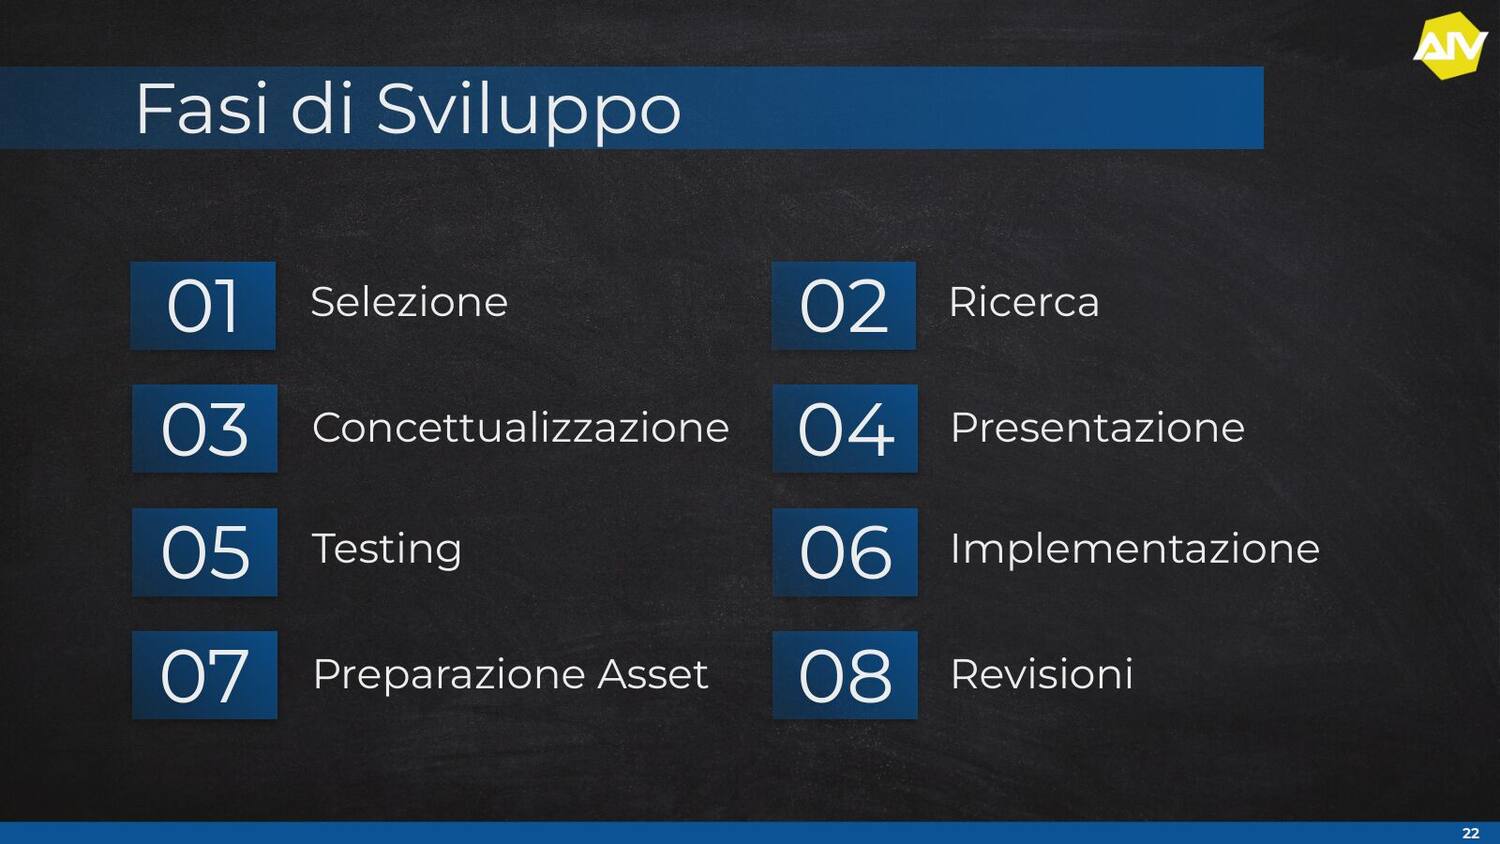 AIV
Fasi di Sviluppo
01 Selezione
02 Ricerca
03 Concettualizzazione
04 Presentazione
05 Testing
06 Implementazione
07 Preparazione Asset
08 Revisioni
22